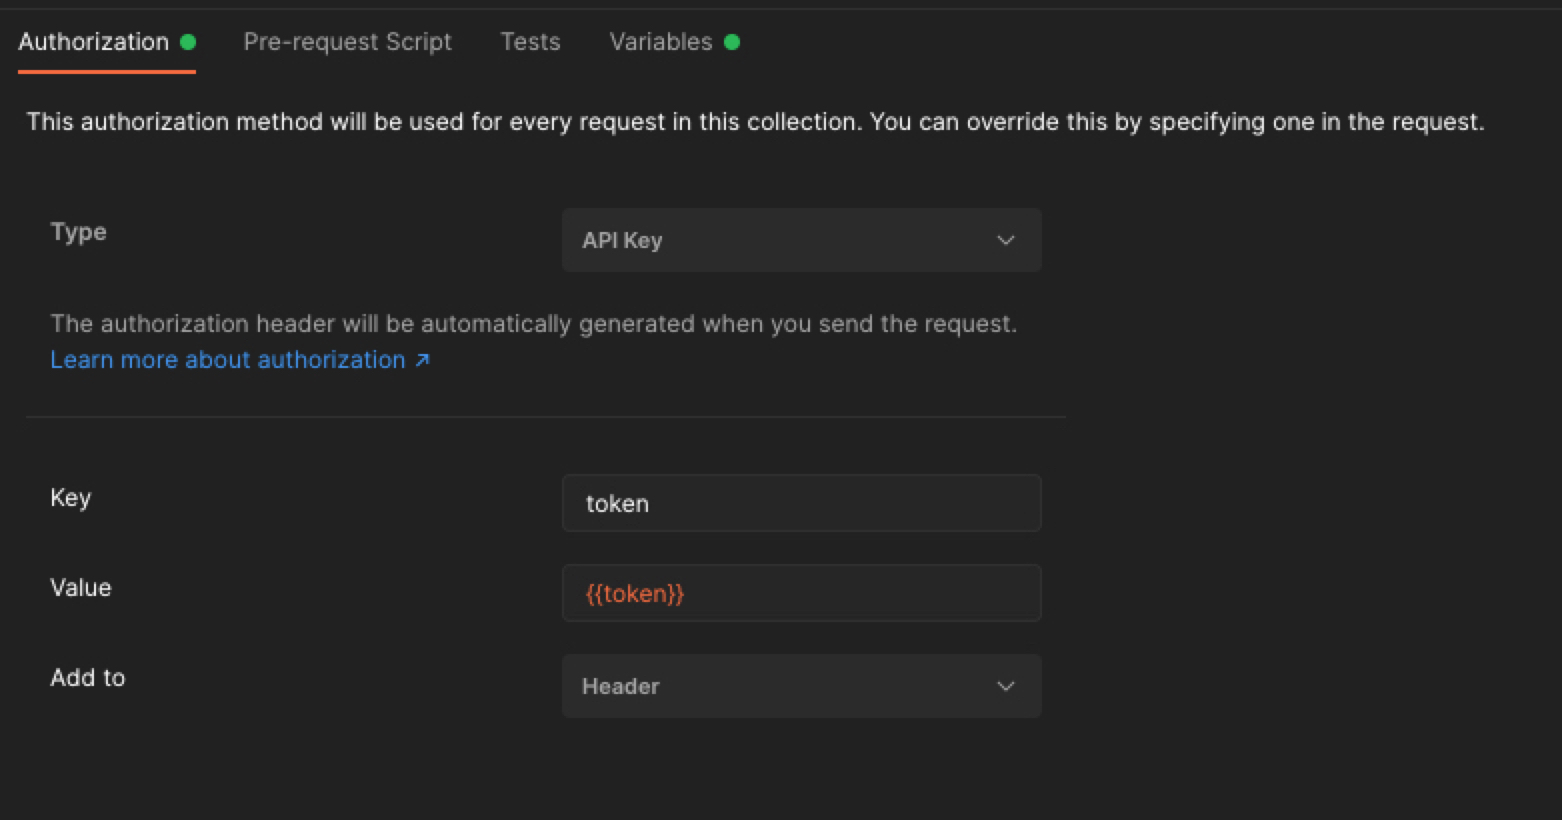 Authorization Pre-request Script Tests Variables
This authorization method will be used for every request in this collection. You can override this by specifying one in the request.
Type API Key
The authorization header will be automatically generated when you send the request.
Learn more about authorization ↗
Key token
Value {{token}}
Add to Header